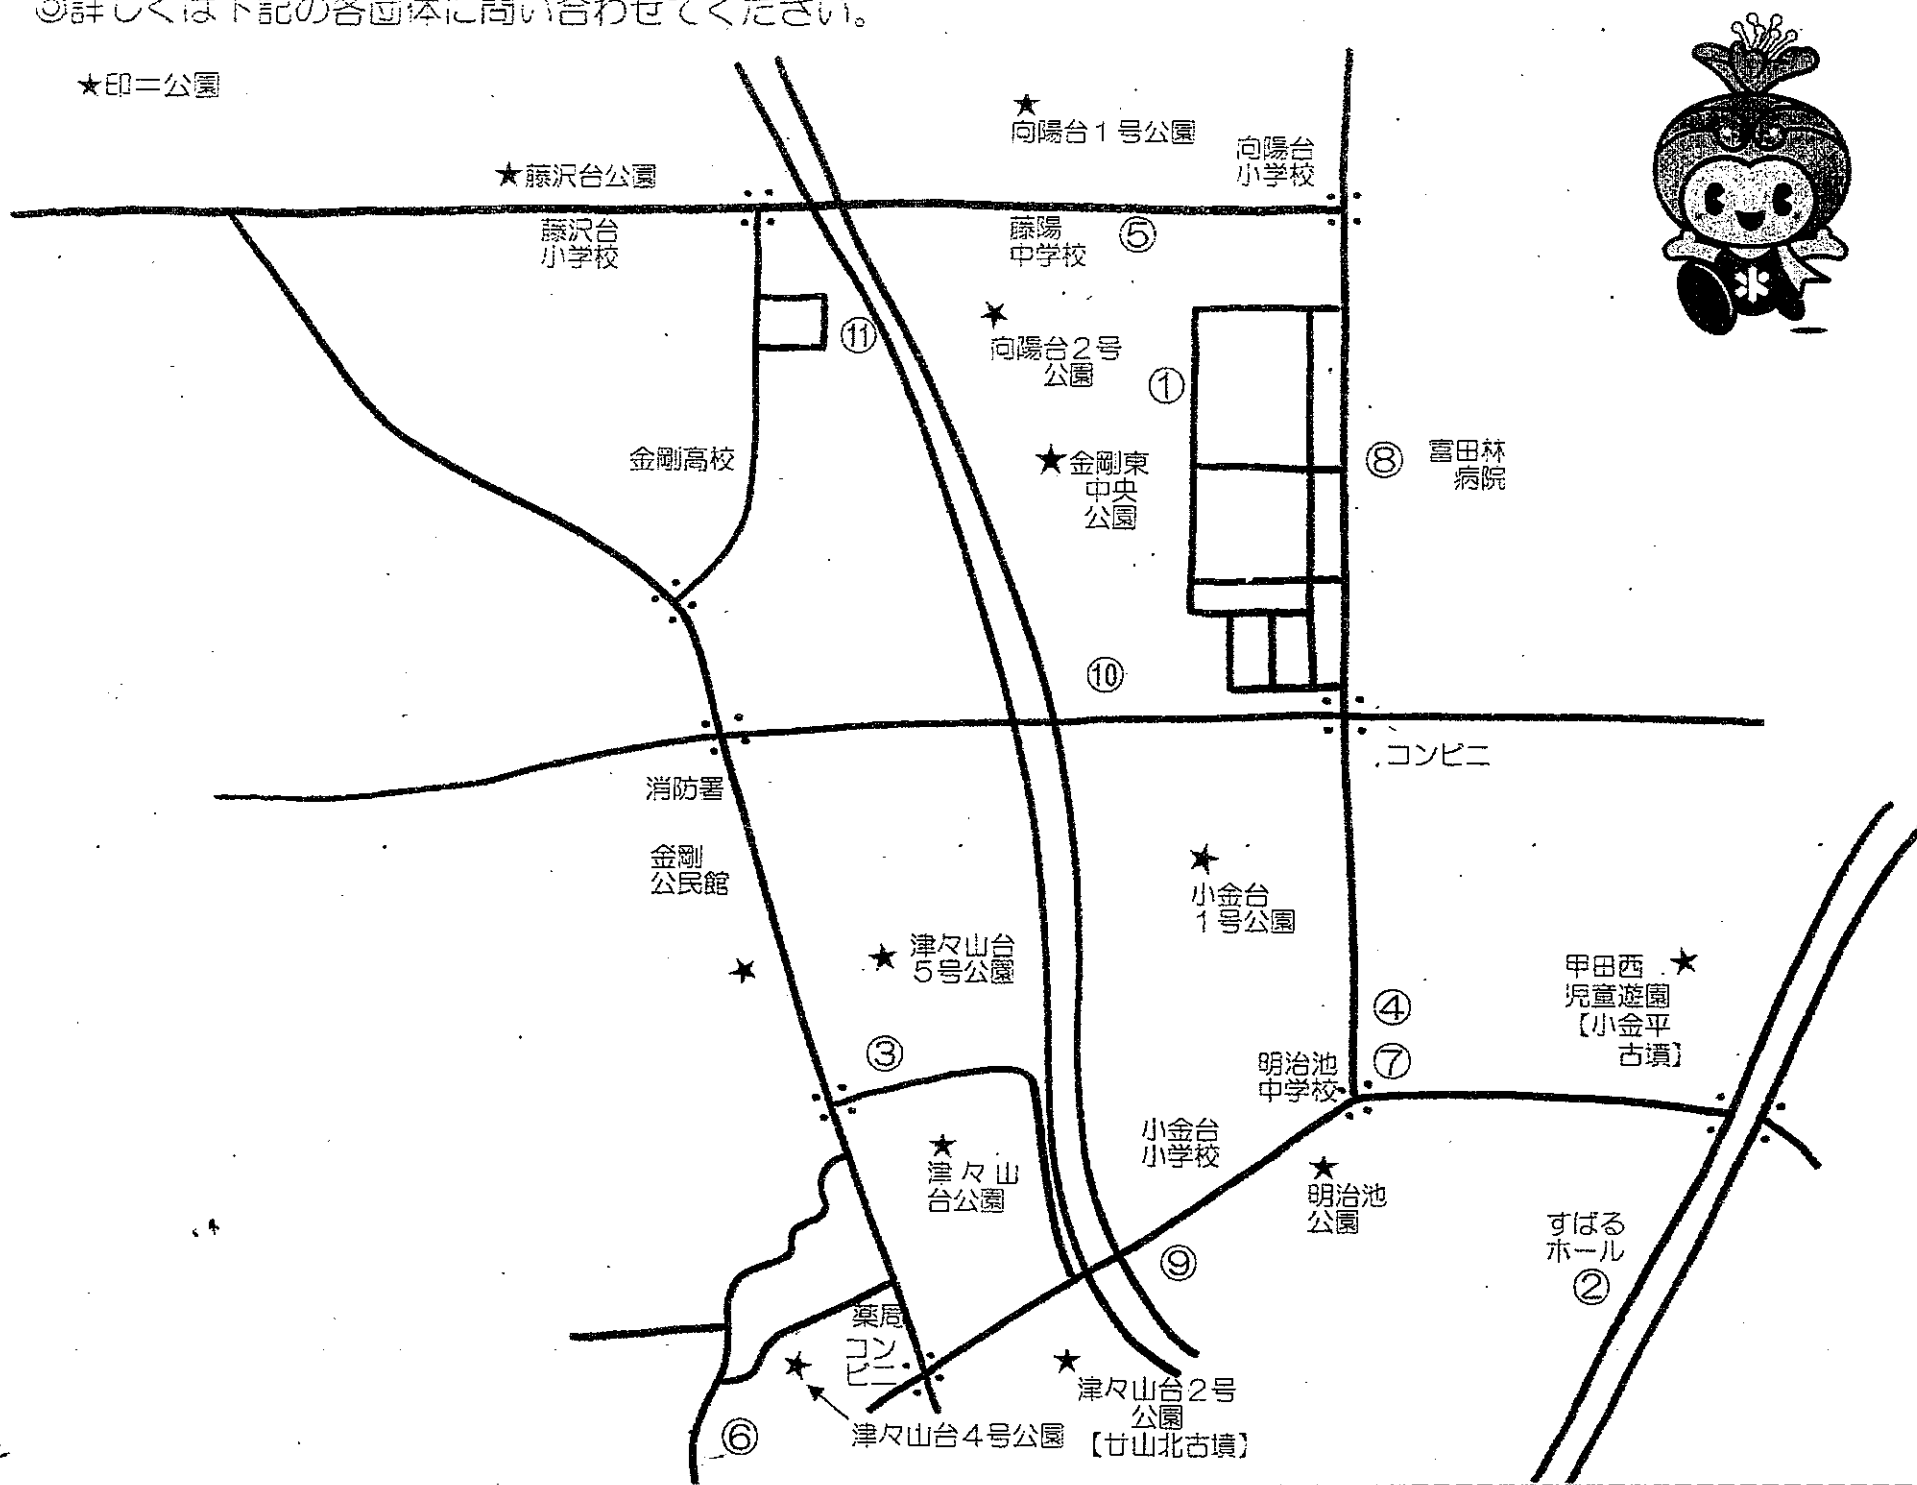 ◎詳しくは下記の各団体に問い合わせてください。
★印＝公園
★
向陽台１号公園
向陽台
小学校
★藤沢台公園
藤沢台
小学校
藤陽
中学校
⑤
⑪
★
向陽台２号
公園
①
金剛高校
★金剛東
中央
公園
⑧
富田林
病院
⑩
コンビニ
消防署
金剛
公民館
★
小金台
１号公園
★
★津々山台
５号公園
甲田西★
児童遊園
【小金平
古墳】
④
③
明治池
中学校
⑦
小金台
小学校
★
津々山
台公園
★
明治池
公園
すばる
ホール
②
⑨
薬局
コン
ビニ
★
津々山台４号公園
★
津々山台２号
公園
【廿山北古墳】
⑥